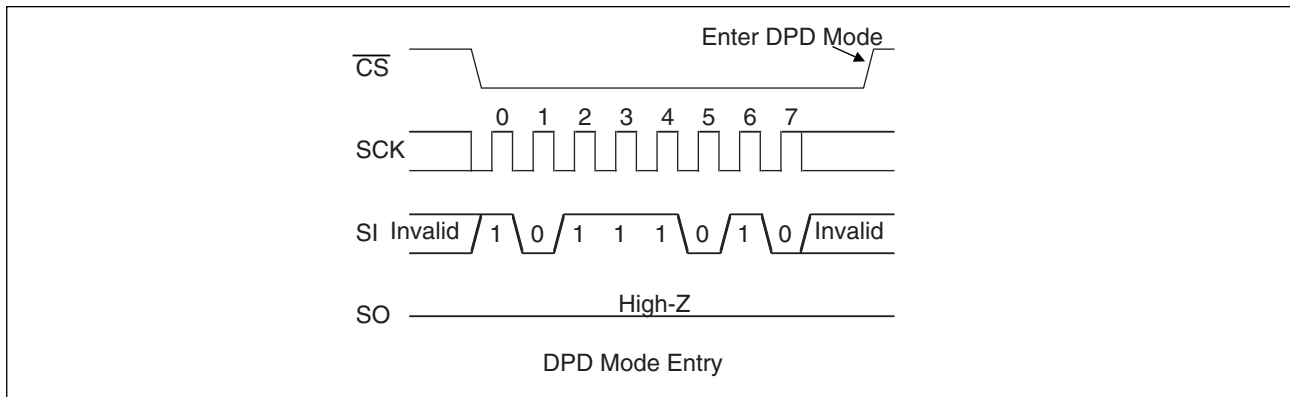 Enter DPD Mode
CS
0 1 2 3 4 5 6 7
SCK
SI Invalid 1 0 1 1 1 0 1 0 Invalid
High-Z
SO
DPD Mode Entry